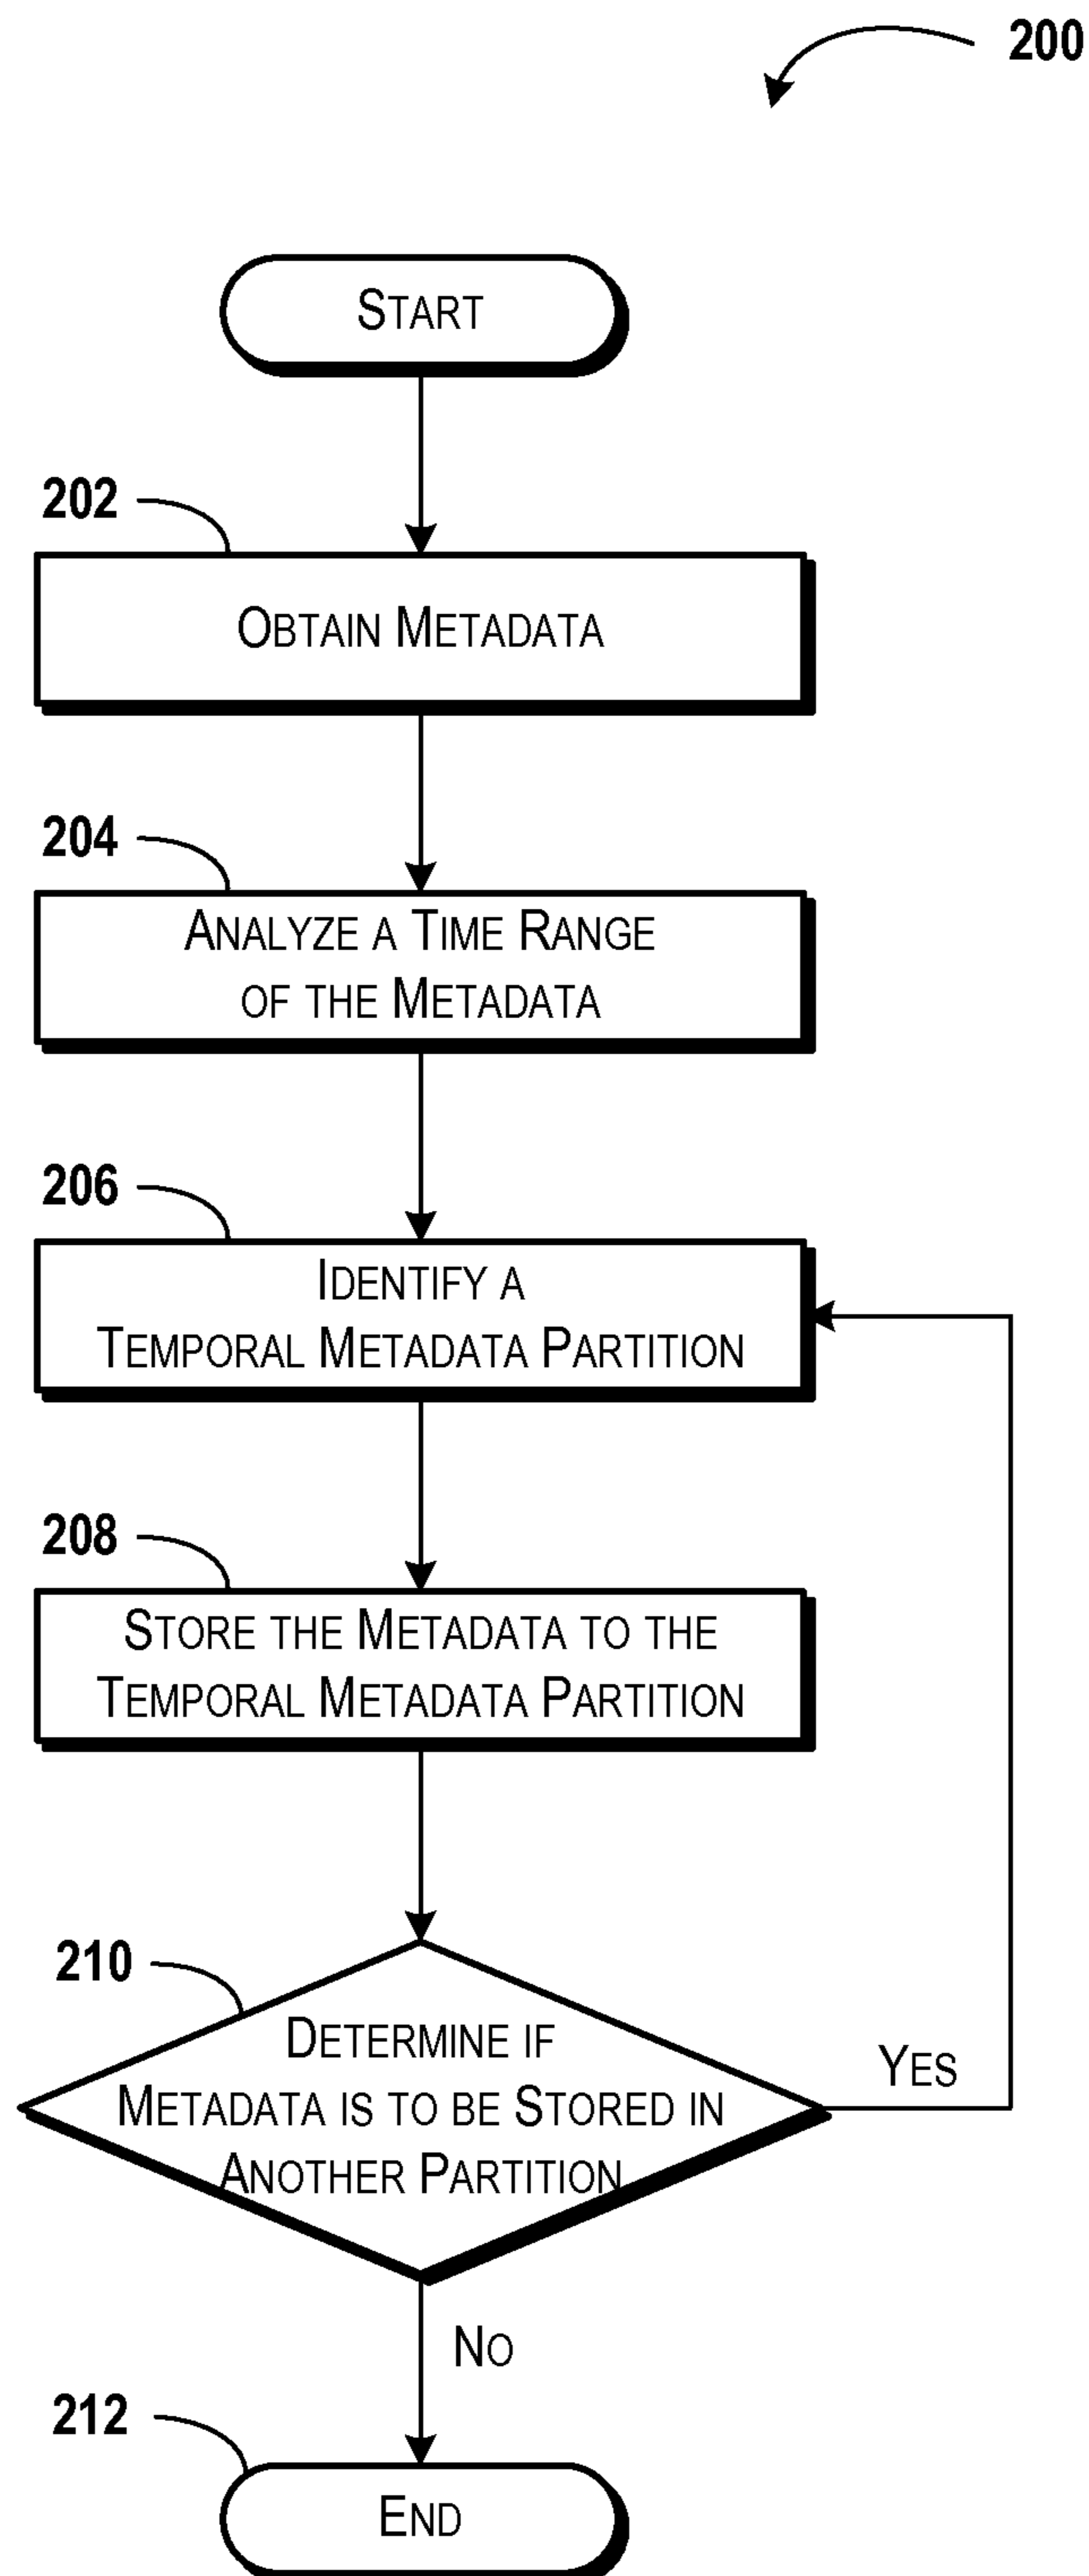 200
START
202
OBTAIN METADATA
204
ANALYZE A TIME RANGE
OF THE METADATA
206
IDENTIFY A
TEMPORAL METADATA PARTITION
208
STORE THE METADATA TO THE
TEMPORAL METADATA PARTITION
210
DETERMINE IF
METADATA IS TO BE STORED IN
ANOTHER PARTITION
YES
NO
212
END